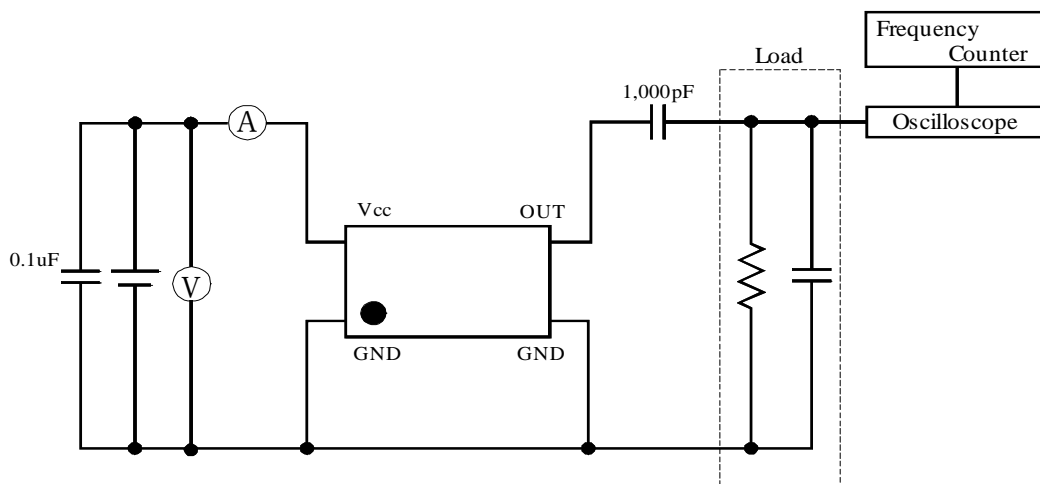 Frequency
Counter
Load
1,000pF
A
Oscilloscope
Vcc
OUT
0.1uF
V
GND
GND